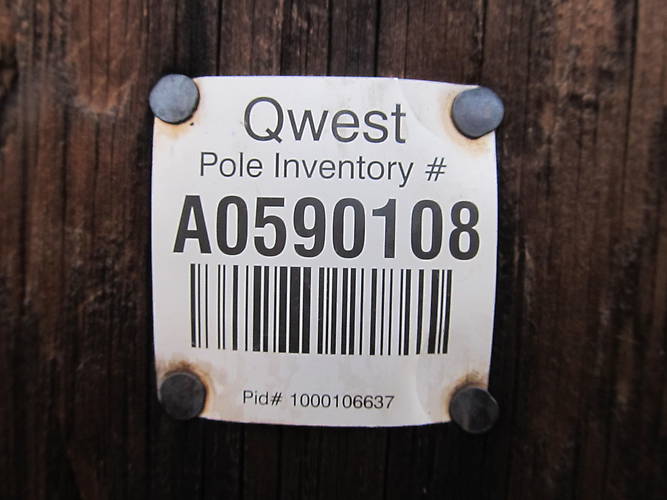 Qwest
Pole Inventory #
A0590108
Pid# 1000106637